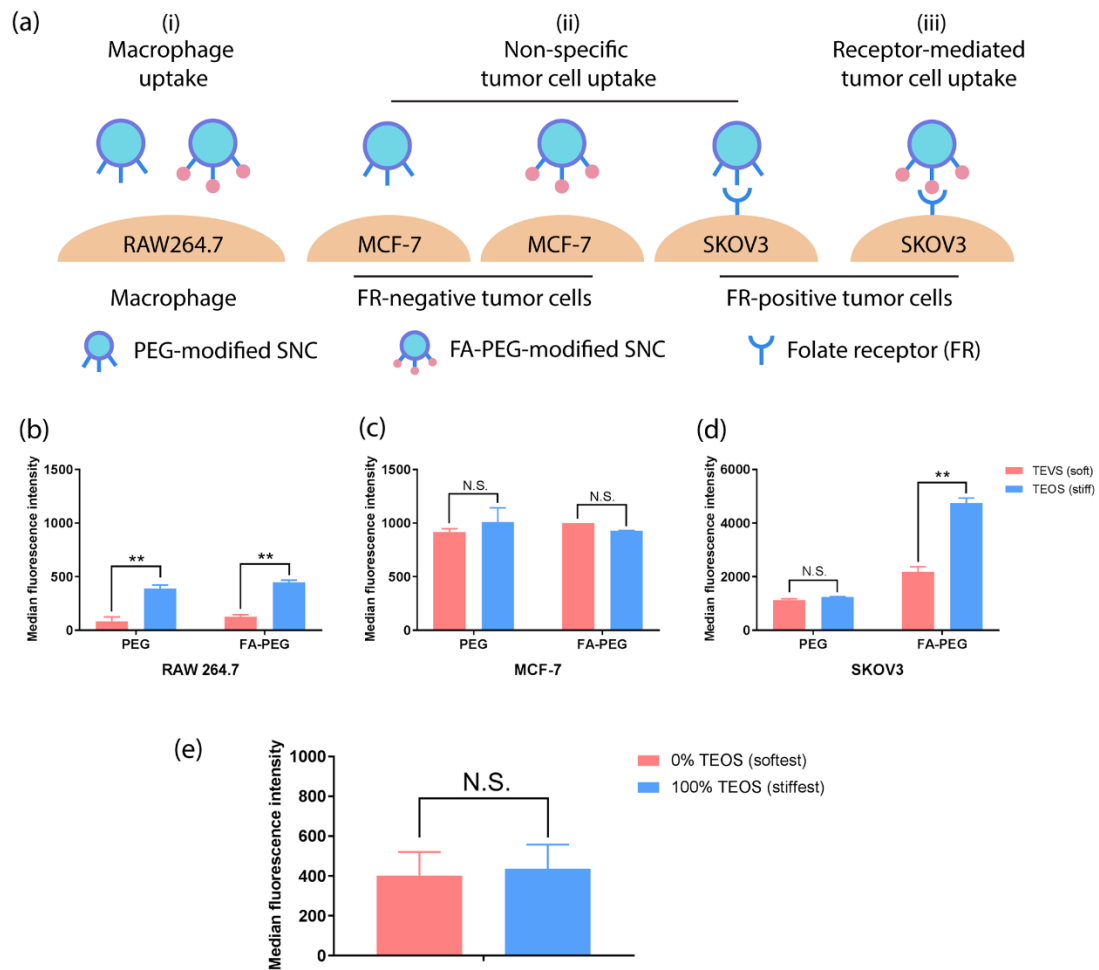 (a)
(i)
(ii)
(iii)
Macrophage
uptake
Non-specific
tumor cell uptake
Receptor-mediated
tumor cell uptake
RAW264.7
MCF-7
MCF-7
SKOV3
SKOV3
Macrophage
FR-negative tumor cells
FR-positive tumor cells
PEG-modified SNC
FA-PEG-modified SNC
Folate receptor (FR)
(b)
Median fluorescence intensity
1500
1000
500
0
**
**
PEG
FA-PEG
RAW 264.7
(c)
Median fluorescence intensity
1500
1000
500
0
N.S.
N.S.
PEG
FA-PEG
MCF-7
(d)
Median fluorescence intensity
6000
4000
2000
0
N.S.
**
PEG
FA-PEG
SKOV3
TEVS (soft)
TEOS (stiff)
(e)
Median fluorescence intensity
1000
800
600
400
200
0
N.S.
0% TEOS (softest)
100% TEOS (stiffest)